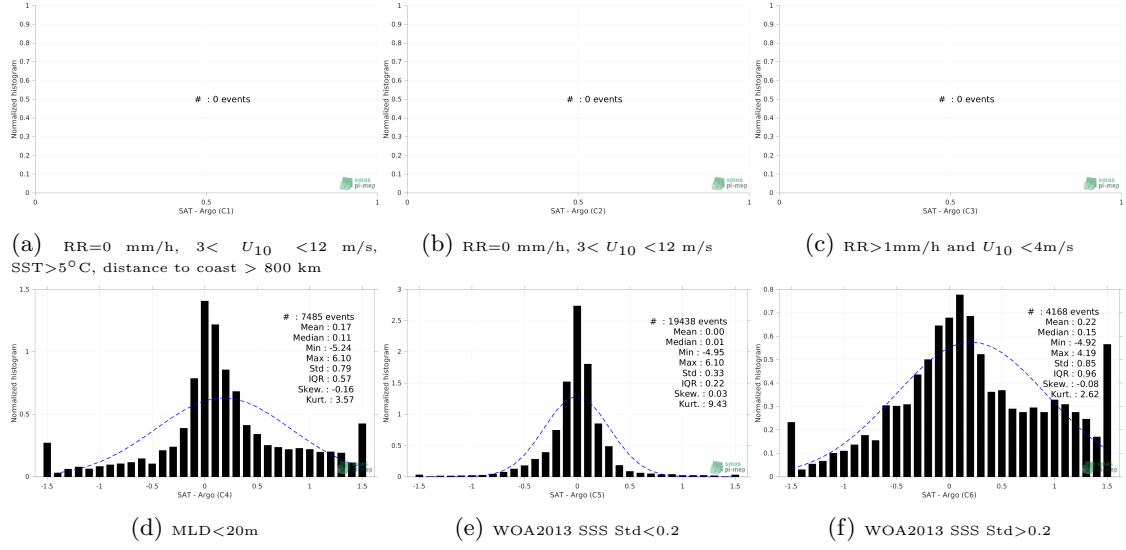 1
0.9
0.8
0.7
0.6
0.5
0.4
0.3
0.2
0.1
0
Normalized histogram
# : 0 events
smos
pi-mep
0 0.5 1
SAT - Argo (C1)
(a) RR=0 mm/h, 3< U10 <12 m/s,
SST>5°C, distance to coast > 800 km
1
0.9
0.8
0.7
0.6
0.5
0.4
0.3
0.2
0.1
0
Normalized histogram
# : 0 events
smos
pi-mep
0 0.5 1
SAT - Argo (C2)
(b) RR=0 mm/h, 3< U10 <12 m/s
1
0.9
0.8
0.7
0.6
0.5
0.4
0.3
0.2
0.1
0
Normalized histogram
# : 0 events
smos
pi-mep
0 0.5 1
SAT - Argo (C3)
(c) RR>1mm/h and U10 <4m/s
1.5
1
0.5
0
Normalized histogram
# : 7485 events
Mean : 0.17
Median : 0.11
Min : -5.24
Max : 6.10
Std : 0.79
IQR : 0.57
Skew. : -0.16
Kurt. : 3.57
smos
pi-mep
-1.5 -1 -0.5 0 0.5 1 1.5
SAT - Argo (C4)
(d) MLD<20m
3
2.5
2
1.5
1
0.5
0
Normalized histogram
# : 19438 events
Mean : 0.00
Median : 0.01
Min : -4.95
Max : 6.10
Std : 0.33
IQR : 0.22
Skew. : 0.03
Kurt. : 9.43
smos
pi-mep
-1.5 -1 -0.5 0 0.5 1 1.5
SAT - Argo (C5)
(e) WOA2013 SSS Std<0.2
0.8
0.7
0.6
0.5
0.4
0.3
0.2
0.1
0
Normalized histogram
# : 4168 events
Mean : 0.22
Median : 0.15
Min : -4.92
Max : 4.19
Std : 0.85
IQR : 0.96
Skew. : -0.08
Kurt. : 2.62
smos
pi-mep
-1.5 -1 -0.5 0 0.5 1 1.5
SAT - Argo (C6)
(f) WOA2013 SSS Std>0.2